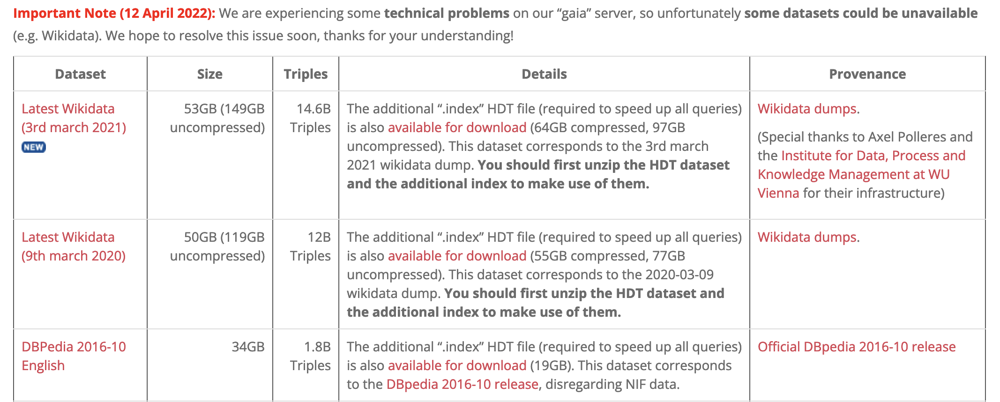 Important Note (12 April 2022): We are experiencing some technical problems on our “gaia” server, so unfortunately some datasets could be unavailable
(e.g. Wikidata). We hope to resolve this issue soon, thanks for your understanding!
Dataset Size Triples Details Provenance
Latest Wikidata
(3rd march 2021)
NEW
53GB (149GB
uncompressed)
14.6B
Triples
The additional “.index” HDT file (required to speed up all queries)
is also available for download (64GB compressed, 97GB
uncompressed). This dataset corresponds to the 3rd march
2021 wikidata dump. You should first unzip the HDT dataset
and the additional index to make use of them.
Wikidata dumps.
(Special thanks to Axel Polleres and
the Institute for Data, Process and
Knowledge Management at WU
Vienna for their infrastructure)
Latest Wikidata
(9th march 2020)
50GB (119GB
uncompressed)
12B
Triples
The additional “.index” HDT file (required to speed up all queries)
is also available for download (55GB compressed, 77GB
uncompressed). This dataset corresponds to the 2020-03-09
wikidata dump. You should first unzip the HDT dataset and
the additional index to make use of them.
Wikidata dumps.
DBPedia 2016-10
English
34GB
1.8B
Triples
The additional “.index” HDT file (required to speed up all queries)
is also available for download (19GB). This dataset corresponds
to the DBpedia 2016-10 release, disregarding NIF data.
Official DBpedia 2016-10 release